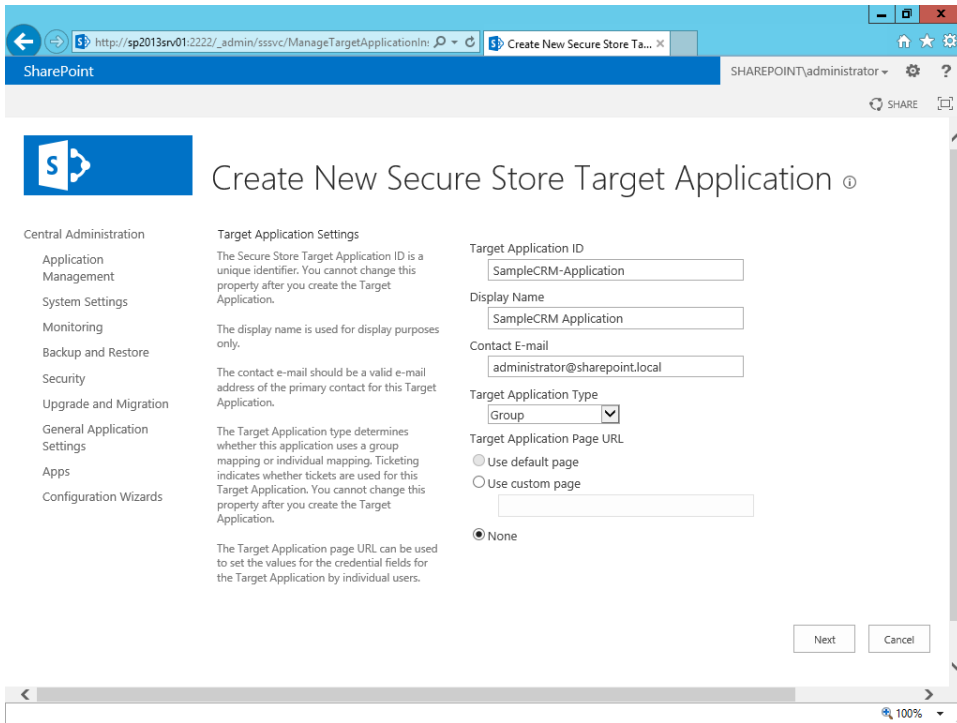 http://sp2013srv01:2222/_admin/sssvc/ManageTargetApplicationIn:
Create New Secure Store Ta...
SharePoint
SHAREPOINT\administrator
?
SHARE
S
Create New Secure Store Target Application
Central Administration
Application
Management
System Settings
Monitoring
Backup and Restore
Security
Upgrade and Migration
General Application
Settings
Apps
Configuration Wizards
Target Application Settings
The Secure Store Target Application ID is a
unique identifier. You cannot change this
property after you create the Target
Application.
The display name is used for display purposes
only.
The contact e-mail should be a valid e-mail
address of the primary contact for this Target
Application.
The Target Application type determines
whether this application uses a group
mapping or individual mapping. Ticketing
indicates whether tickets are used for this
Target Application. You cannot change this
property after you create the Target
Application.
The Target Application page URL can be used
to set the values for the credential fields for
the Target Application by individual users.
Target Application ID
SampleCRM-Application
Display Name
SampleCRM Application
Contact E-mail
administrator@sharepoint.local
Target Application Type
Group
Target Application Page URL
Use default page
Use custom page
None
Next
Cancel
100%